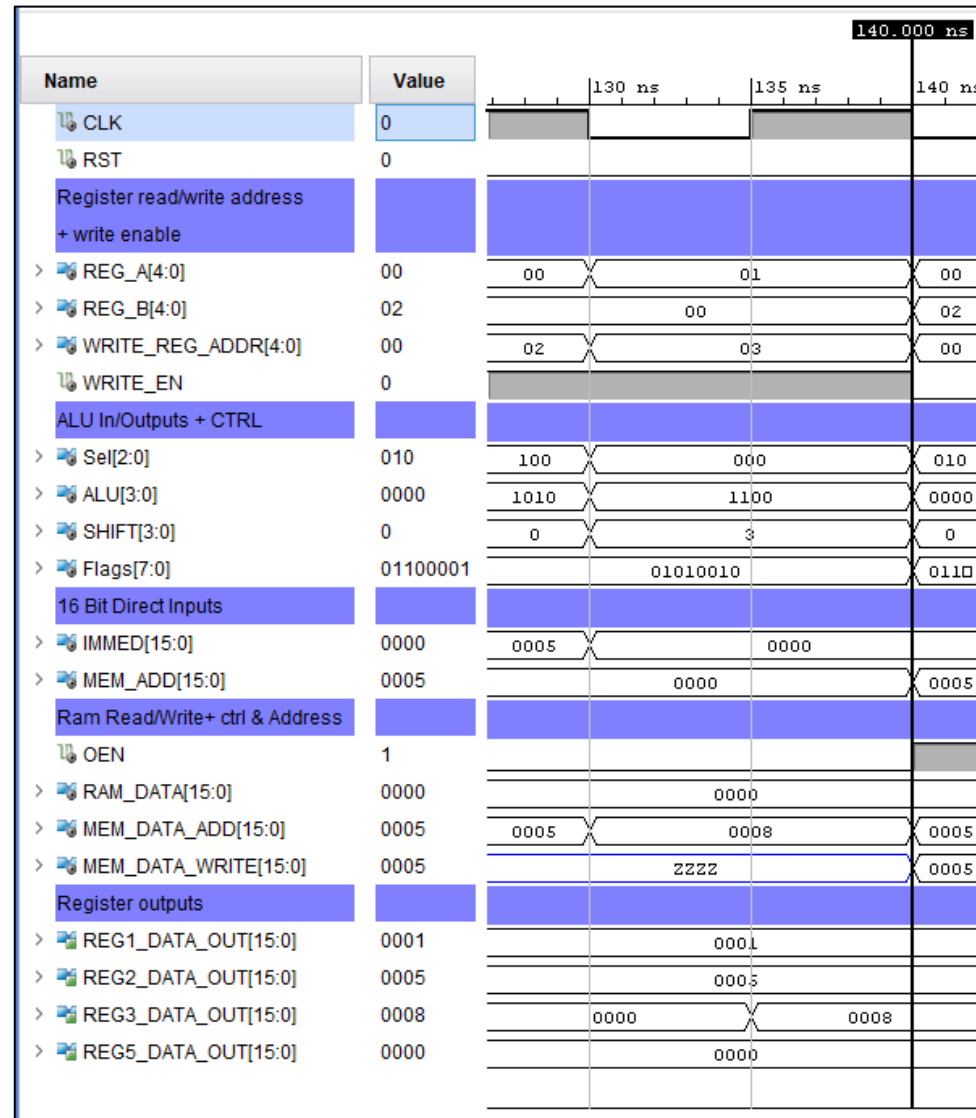 140.000 ns
Name Value 130 ns 135 ns 140 ns
CLK 0
RST 0
Register read/write address
+ write enable
REG_A[4:0] 00 00 01 00
REG_B[4:0] 02 00 02
WRITE_REG_ADDR[4:0] 00 02 03 00
WRITE_EN 0
ALU In/Outputs + CTRL
Sel[2:0] 010 100 000 010
ALU[3:0] 0000 1010 1100 0000
SHIFT[3:0] 0 0 3 0
Flags[7:0] 01100001 01010010 011
16 Bit Direct Inputs
IMMED[15:0] 0000 0005 0000
MEM_ADD[15:0] 0005 0000 0005
Ram Read/Write+ ctrl & Address
OEN 1
RAM_DATA[15:0] 0000 0000
MEM_DATA_ADD[15:0] 0005 0005 0008 0005
MEM_DATA_WRITE[15:0] 0005 ZZZZ 0005
Register outputs
REG1_DATA_OUT[15:0] 0001 0001
REG2_DATA_OUT[15:0] 0005 0005
REG3_DATA_OUT[15:0] 0008 0000 0008
REG5_DATA_OUT[15:0] 0000 0000